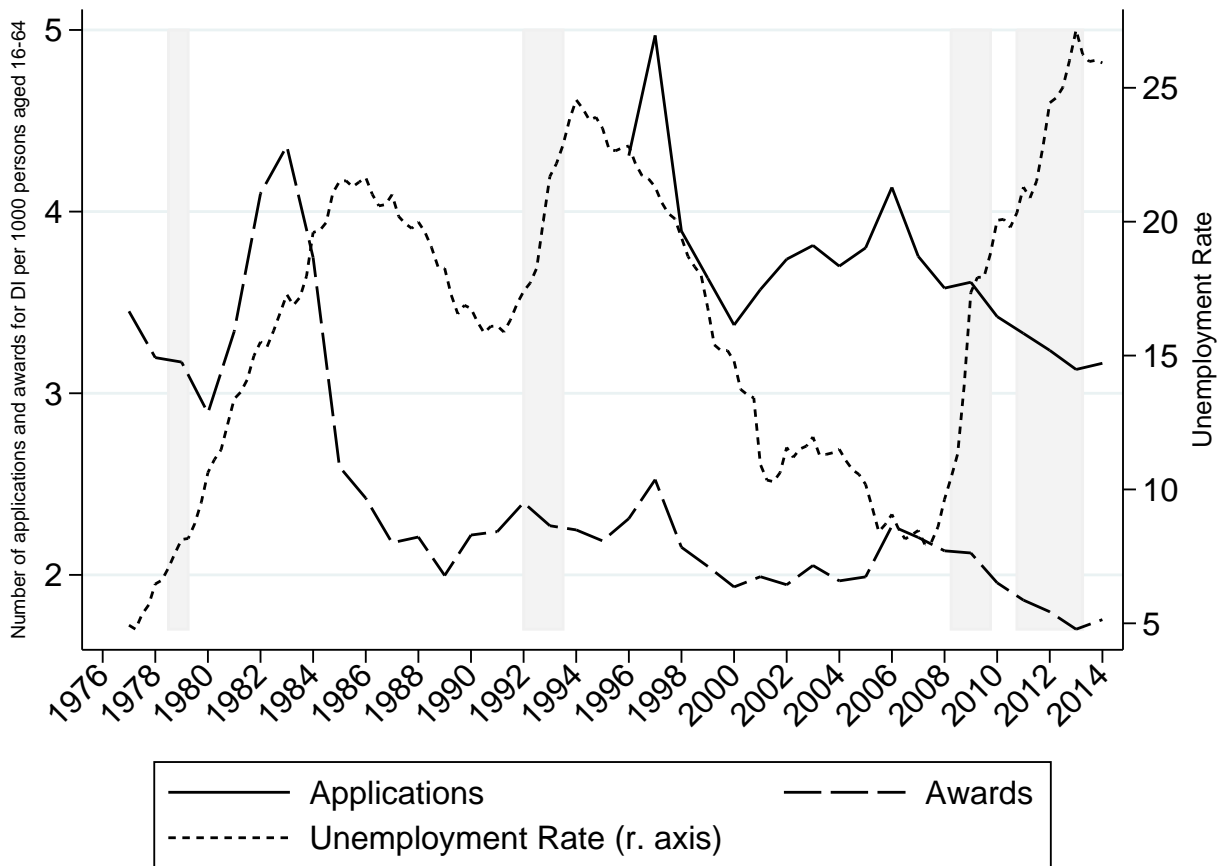 Number of applications and awards for DI per 1000 persons aged 16-64
5
4
3
2
25
20
15
10
5
Unemployment Rate
1976 1978 1980 1982 1984 1986 1988 1990 1992 1994 1996 1998 2000 2002 2004 2006 2008 2010 2012 2014
Applications Awards
Unemployment Rate (r. axis)